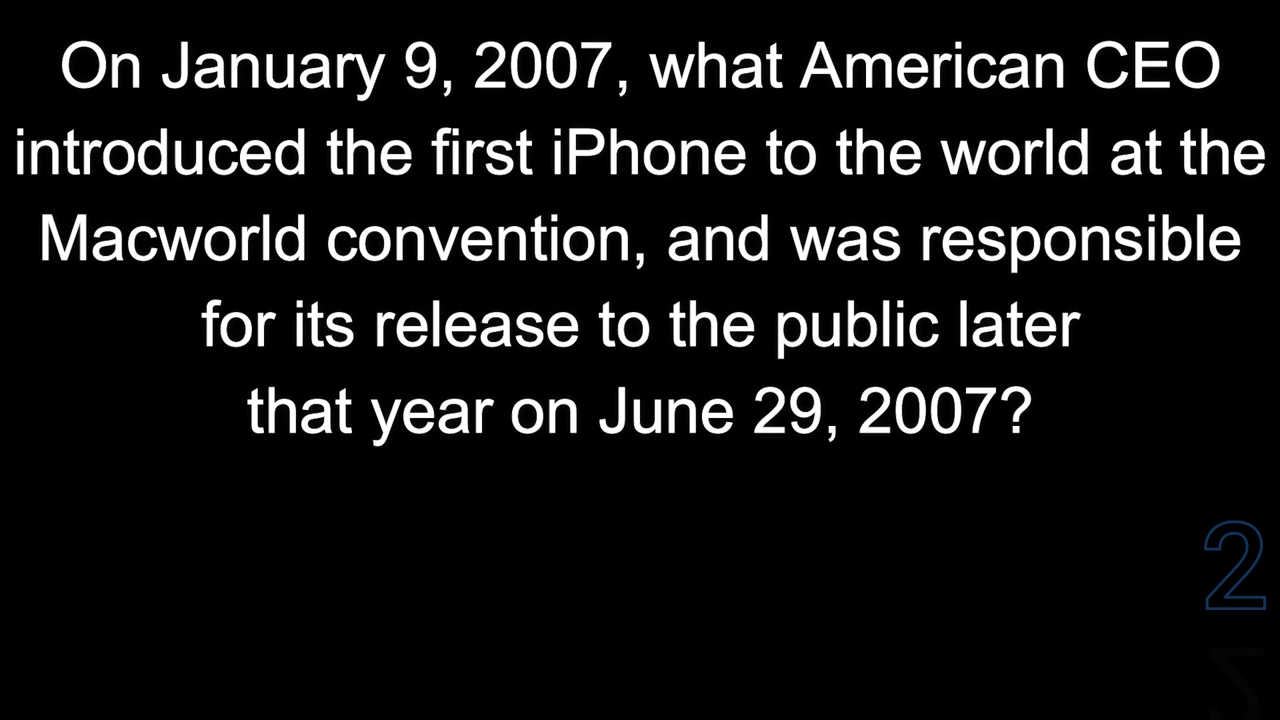 On January 9, 2007, what American CEO
introduced the first iPhone to the world at the
Macworld convention, and was responsible
for its release to the public later
that year on June 29, 2007?
2